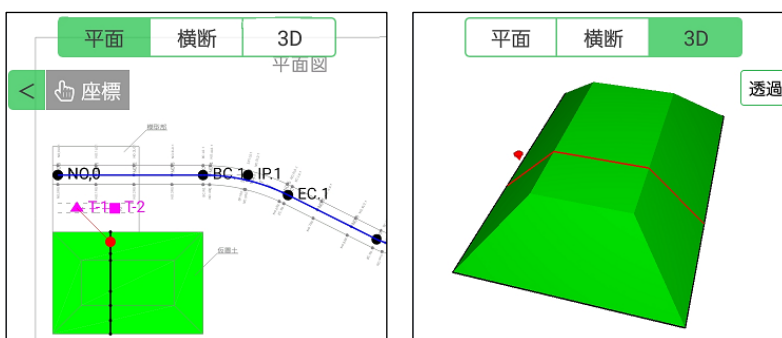 平面
横断
3D
平面図
<
座標
NO,0
BC.1
IP.1
EC.1
T-1
T-2
平面
横断
3D
透過